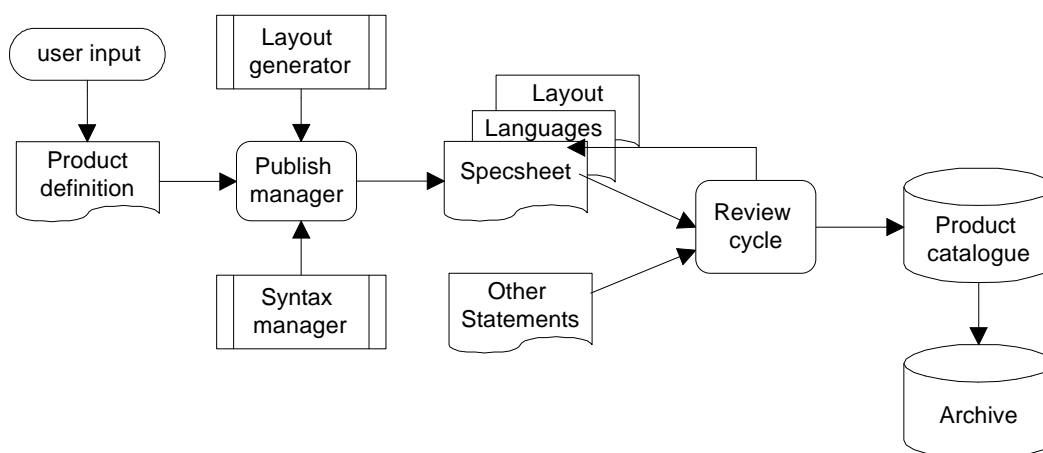 user input
Layout
generator
Product
definition
Publish
manager
Syntax
manager
Layout
Languages
Specsheet
Other
Statements
Review
cycle
Product
catalogue
Archive